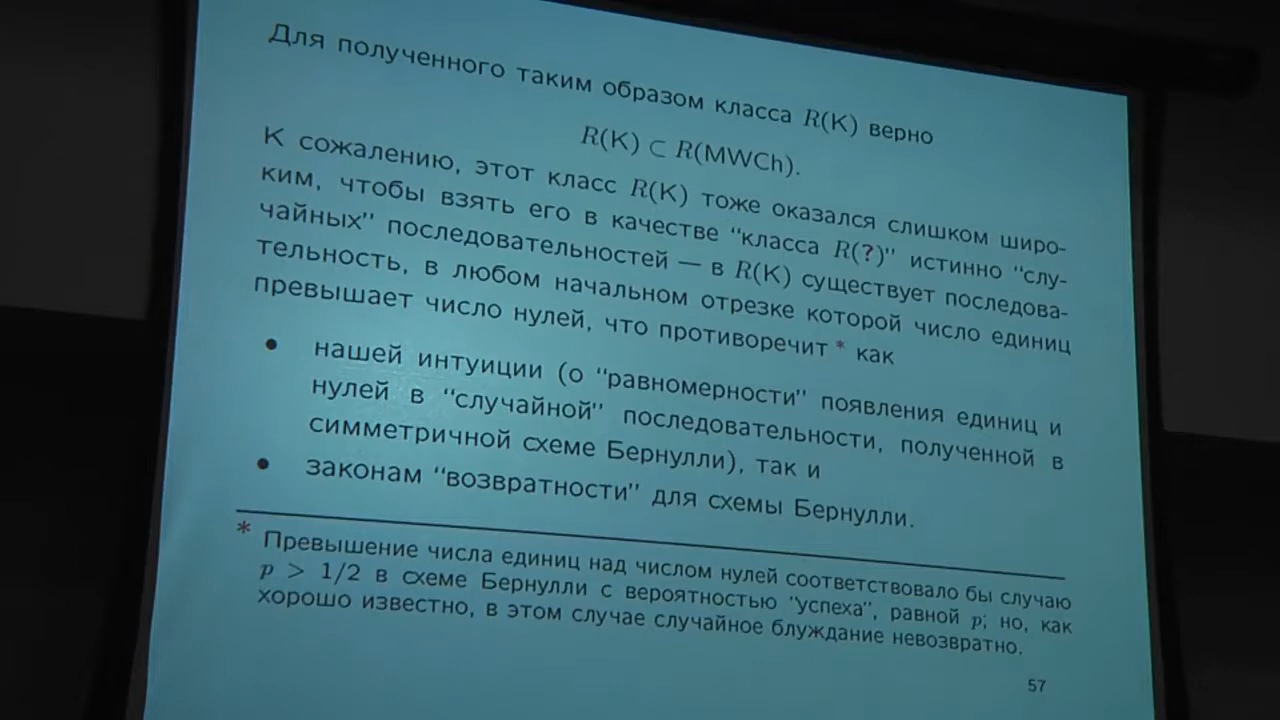 Для полученного таким образом класса R(K) верно
R(K) ⊂ R(MWCh).
К сожалению, этот класс R(K) тоже оказался слишком широ-
ким, чтобы взять его в качестве “класса R(?)” истинно “слу-
чайных” последовательностей — в R(K) существует последова-
тельность, в любом начальном отрезке которой число единиц
превышает число нулей, что противоречит * как
• нашей интуиции (о “равномерности” появления единиц и
нулей в “случайной” последовательности, полученной в
симметричной схеме Бернулли), так и
• законам “возвратности” для схемы Бернулли.
* Превышение числа единиц над числом нулей соответствовало бы случаю
p > 1/2 в схеме Бернулли с вероятностью “успеха”, равной p; но, как
хорошо известно, в этом случае случайное блуждание невозвратно.
57